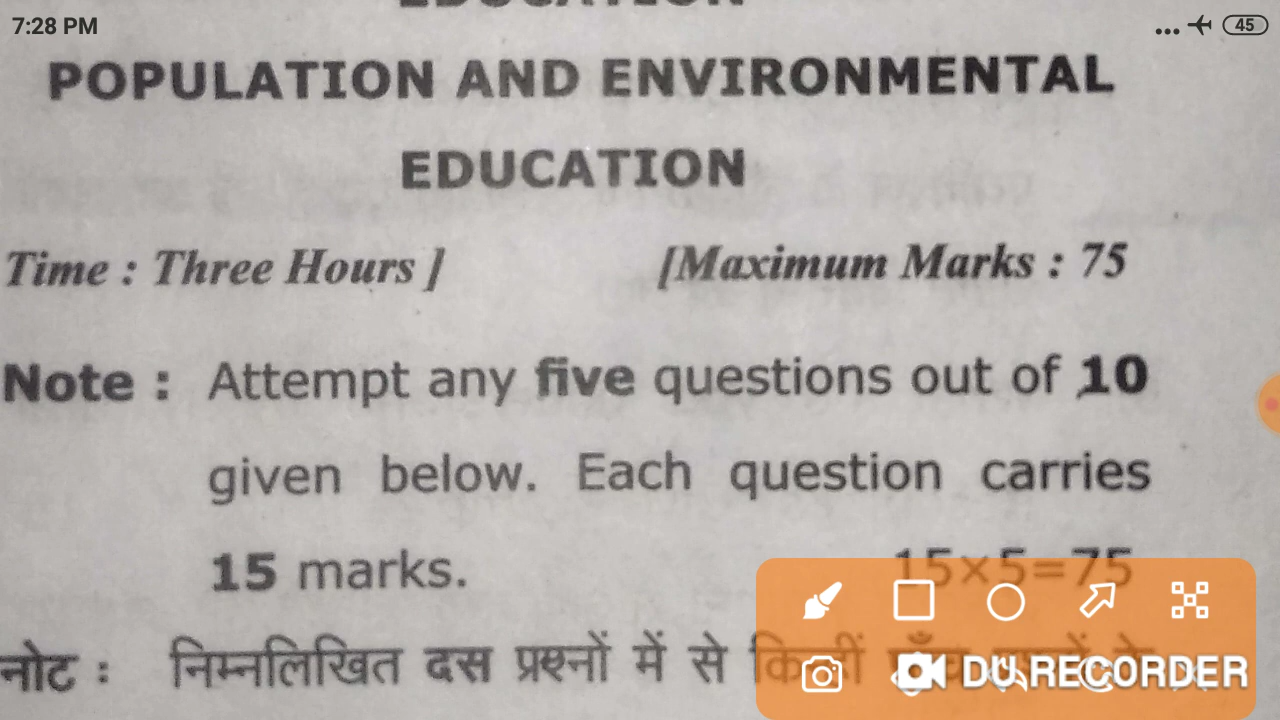 7:28 PM
45
EDUCATION
POPULATION AND ENVIRONMENTAL
EDUCATION
Time : Three Hours ] [Maximum Marks : 75
Note : Attempt any five questions out of 10
given below. Each question carries
15 marks. 15×5=75
नोट : निम्नलिखित दस प्रश्नों में से
DU RECORDER